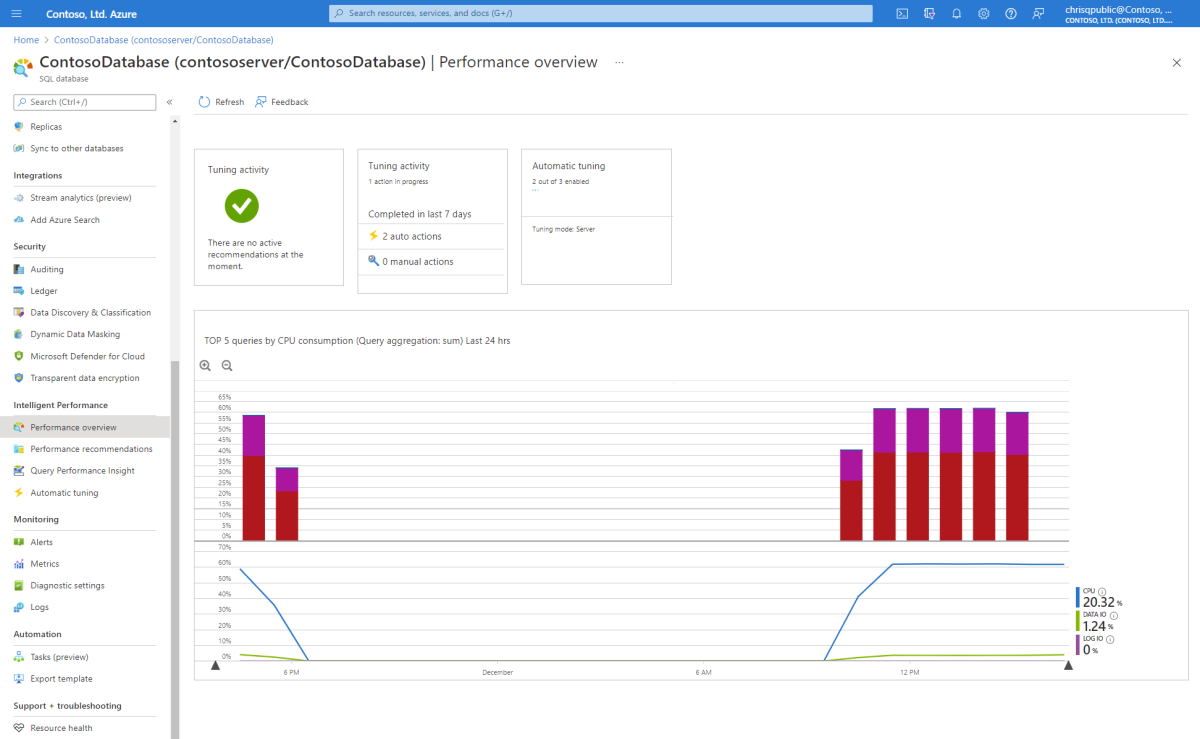 Contoso, Ltd. Azure
Search resources, services, and docs (G+/)
chrisqpublic@Contoso, ...
CONTOSO, LTD. (CONTOSO, LTD....
Home > ContosoDatabase (contososerver/ContosoDatabase)
ContosoDatabase (contososerver/ContosoDatabase) | Performance overview ...
SQL database
Search (Ctrl+/)
«
Refresh
Feedback
Replicas
Sync to other databases
Integrations
Stream analytics (preview)
Add Azure Search
Security
Auditing
Ledger
Data Discovery & Classification
Dynamic Data Masking
Microsoft Defender for Cloud
Transparent data encryption
Intelligent Performance
Performance overview
Performance recommendations
Query Performance Insight
Automatic tuning
Monitoring
Alerts
Metrics
Diagnostic settings
Logs
Automation
Tasks (preview)
Export template
Support + troubleshooting
Resource health
Tuning activity
There are no active
recommendations at the
moment.
Tuning activity
1 action in progress
Completed in last 7 days
2 auto actions
0 manual actions
Automatic tuning
2 out of 3 enabled
...
Tuning mode: Server
TOP 5 queries by CPU consumption (Query aggregation: sum) Last 24 hrs
65%
60%
55%
50%
45%
40%
35%
30%
25%
20%
15%
10%
5%
0%
70%
60%
50%
40%
30%
20%
10%
0%
6 PM
December
6 AM
12 PM
CPU
20.32 %
DATA IO
1.24 %
LOG IO
0 %